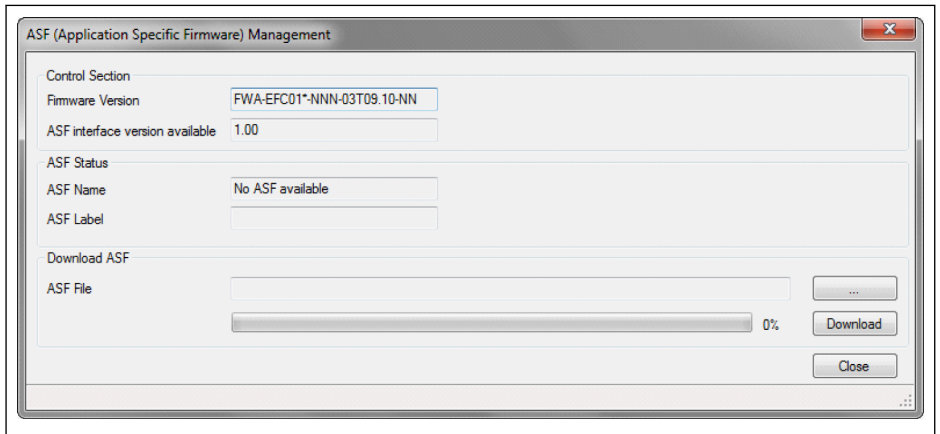 ASF (Application Specific Firmware) Management
Control Section
Firmware Version FWA-EFC01*-NNN-03T09.10-NN
ASF interface version available 1.00
ASF Status
ASF Name No ASF available
ASF Label
Download ASF
ASF File ...
0% Download
Close